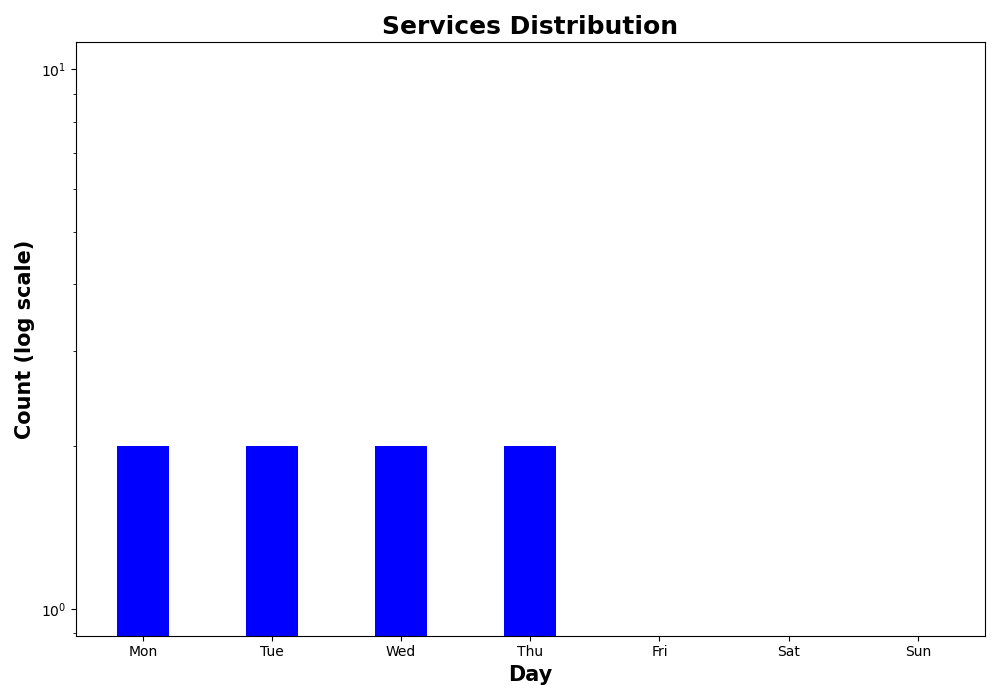 Services Distribution
Count (log scale)
10¹
10⁰
Mon Tue Wed Thu Fri Sat Sun
Day